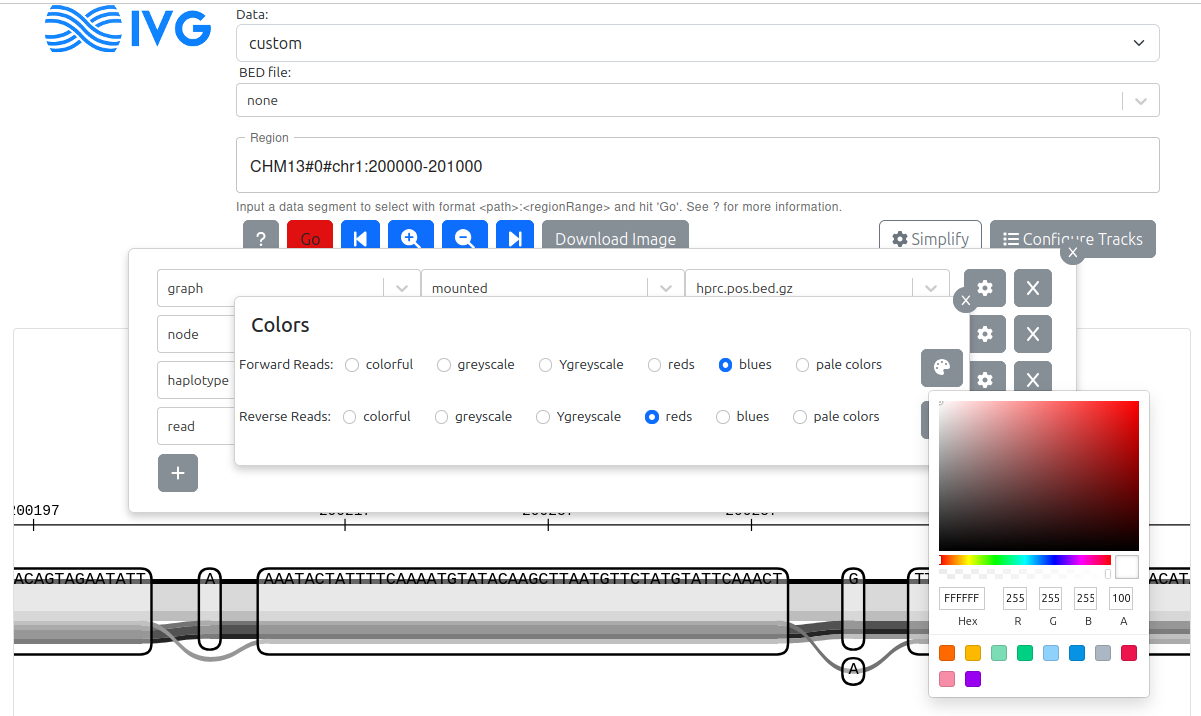 IVG
Data:
custom
BED file:
none
Region
CHM13#0#chr1:200000-201000
Input a data segment to select with format <path>:<regionRange> and hit 'Go'. See ? for more information.
? Go Download Image Simplify Configure Tracks
X
graph mounted hprc.pos.bed.gz X
X
Colors
node X
Forward Reads: colorful greyscale Ygreyscale reds blues pale colors
haplotype X
Reverse Reads: colorful greyscale Ygreyscale reds blues pale colors
read
+
200197
ACAGTAGAATATT A AAATACTATTTTCAAAATGTATACAAGCTTAATGTTCTATGTATTCAAACT G TT ACAT
A
FFFFFF 255 255 255 100
Hex R G B A